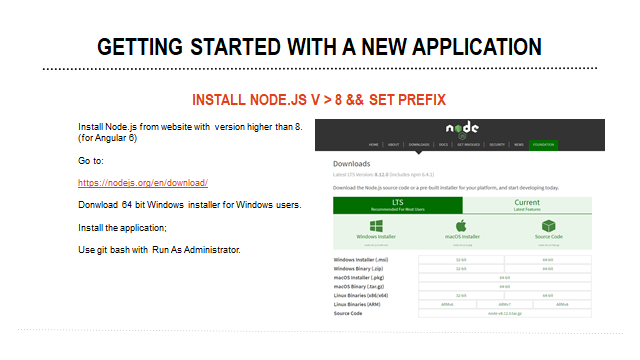 GETTING STARTED WITH A NEW APPLICATION
INSTALL NODE.JS V > 8 && SET PREFIX
Install Node.js from website with version higher than 8.
(for Angular 6)
Go to:
https://nodejs.org/en/download/
Donwload 64 bit Windows installer for Windows users.
Install the application;
Use git bash with Run As Administrator.
node
HOME | ABOUT | DOWNLOADS | DOCS | GET INVOLVED | SECURITY | NEWS | FOUNDATION
Downloads
Latest LTS Version: 8.12.0 (includes npm 6.4.1)
Download the Node.js source code or a pre-built installer for your platform, and start developing today.
LTS
Recommended For Most Users
Current
Latest Features
Windows Installer
macOS Installer
Source Code
Windows Installer (.msi) 32-bit 64-bit
Windows Binary (.zip) 32-bit 64-bit
macOS Installer (.pkg) 64-bit
macOS Binary (.tar.gz) 64-bit
Linux Binaries (x86/x64) 32-bit 64-bit
Linux Binaries (ARM) ARMv6 ARMv7 ARMv8
Source Code node-v8.12.0.tar.gz